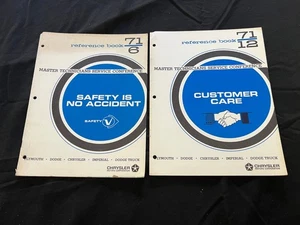 reference book
71
6
MASTER TECHNICIANS SERVICE CONFERENCE
SAFETY IS
NO ACCIDENT
SAFETY V
PLYMOUTH • DODGE • CHRYSLER • IMPERIAL • DODGE TRUCK
CHRYSLER
reference book
71
12
MASTER TECHNICIANS SERVICE CONFERENCE
CUSTOMER
CARE
PLYMOUTH • DODGE • CHRYSLER • IMPERIAL • DODGE TRUCK
CHRYSLER